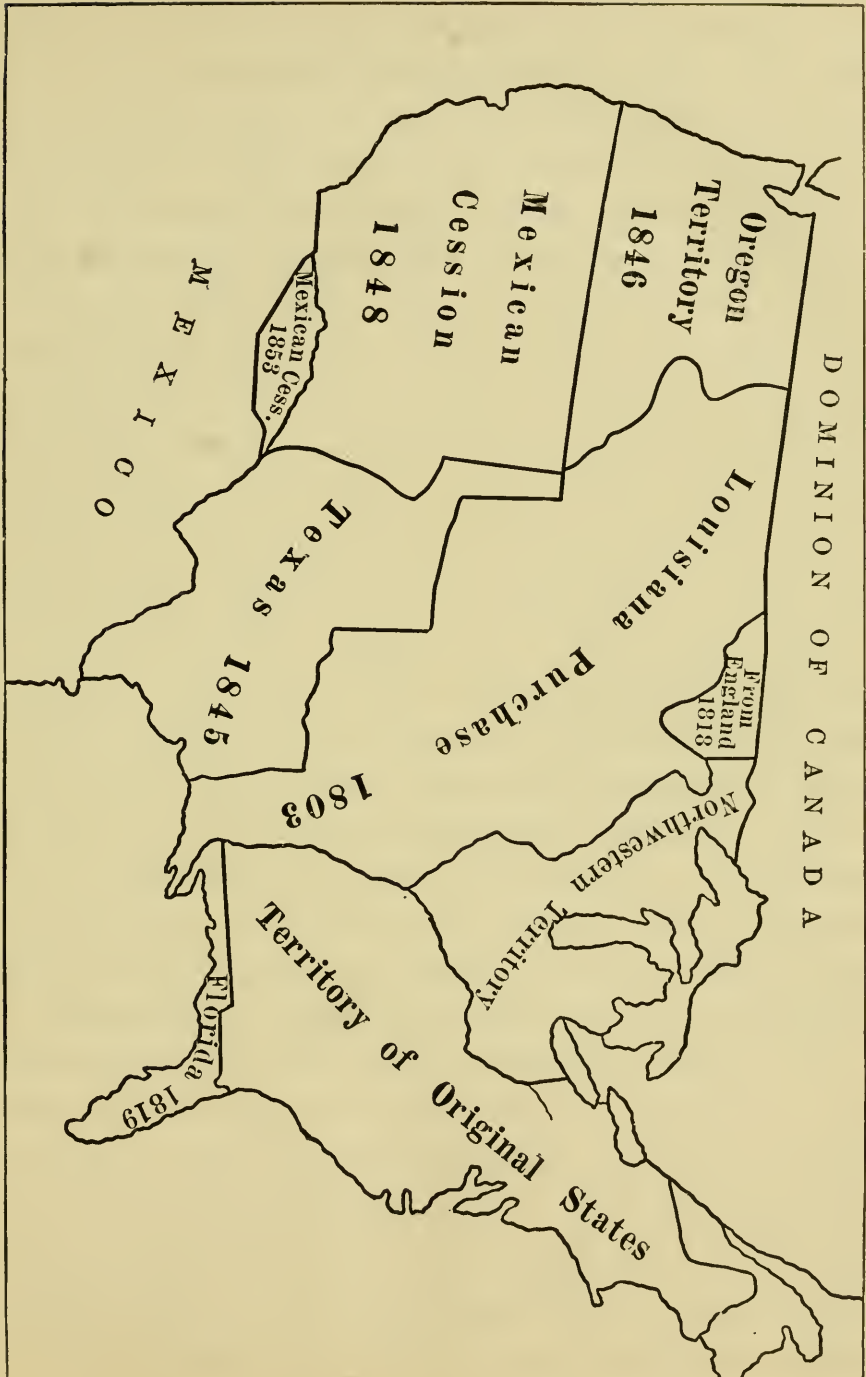 DOMINION OF CANADA
Oregon
Territory
1846
Mexican
Cession
1848
Mexican Cess.
1853
MEXICO
Louisiana Purchase
1803
From
England
1818
Texas 1845
Northwestern
Territory
Territory of Original States
Florida 1819